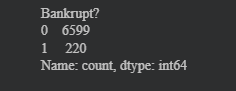 Bankrupt?
0    6599
1     220
Name: count, dtype: int64